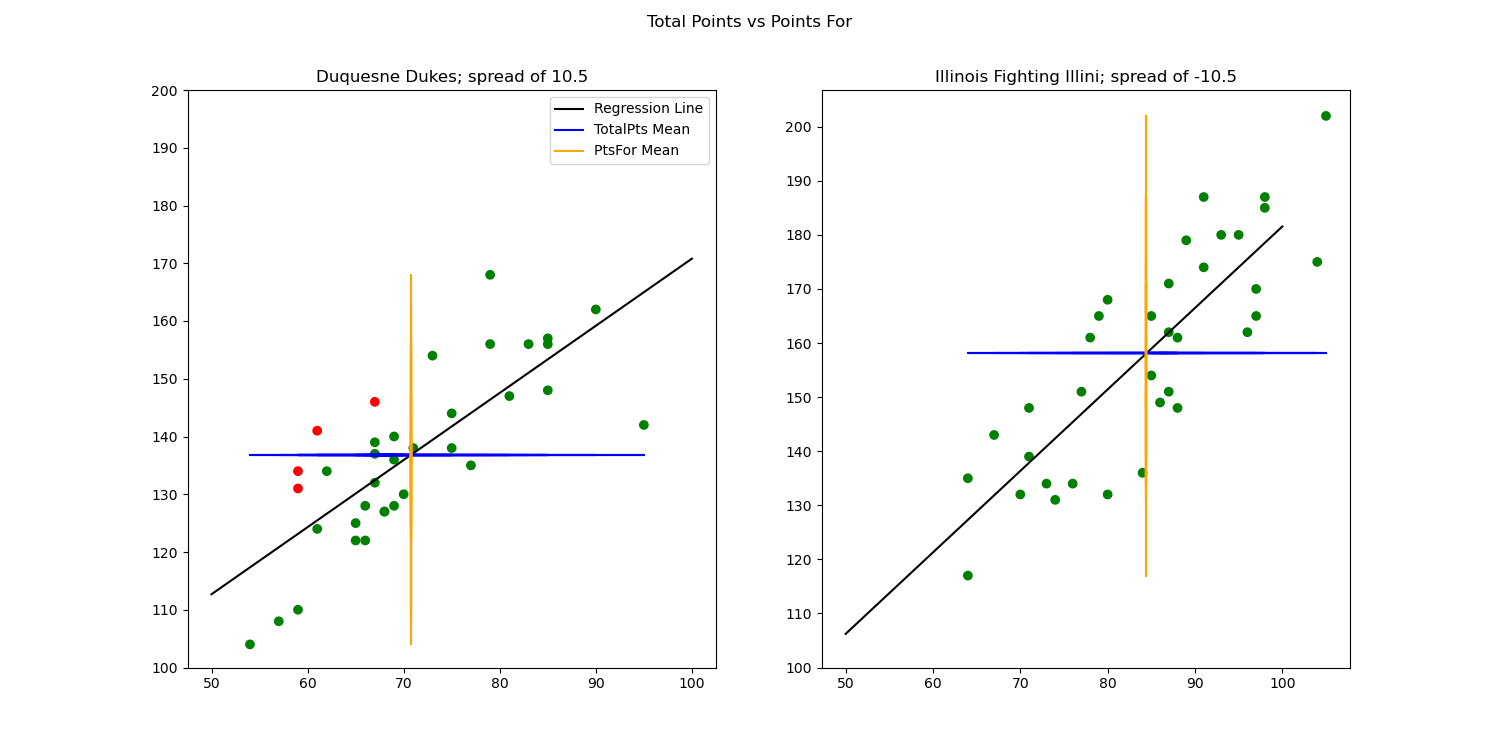 Total Points vs Points For
Duquesne Dukes; spread of 10.5
200
190
180
170
160
150
140
130
120
110
100
50 60 70 80 90 100
Regression Line
TotalPts Mean
PtsFor Mean
Illinois Fighting Illini; spread of -10.5
200
190
180
170
160
150
140
130
120
110
100
50 60 70 80 90 100